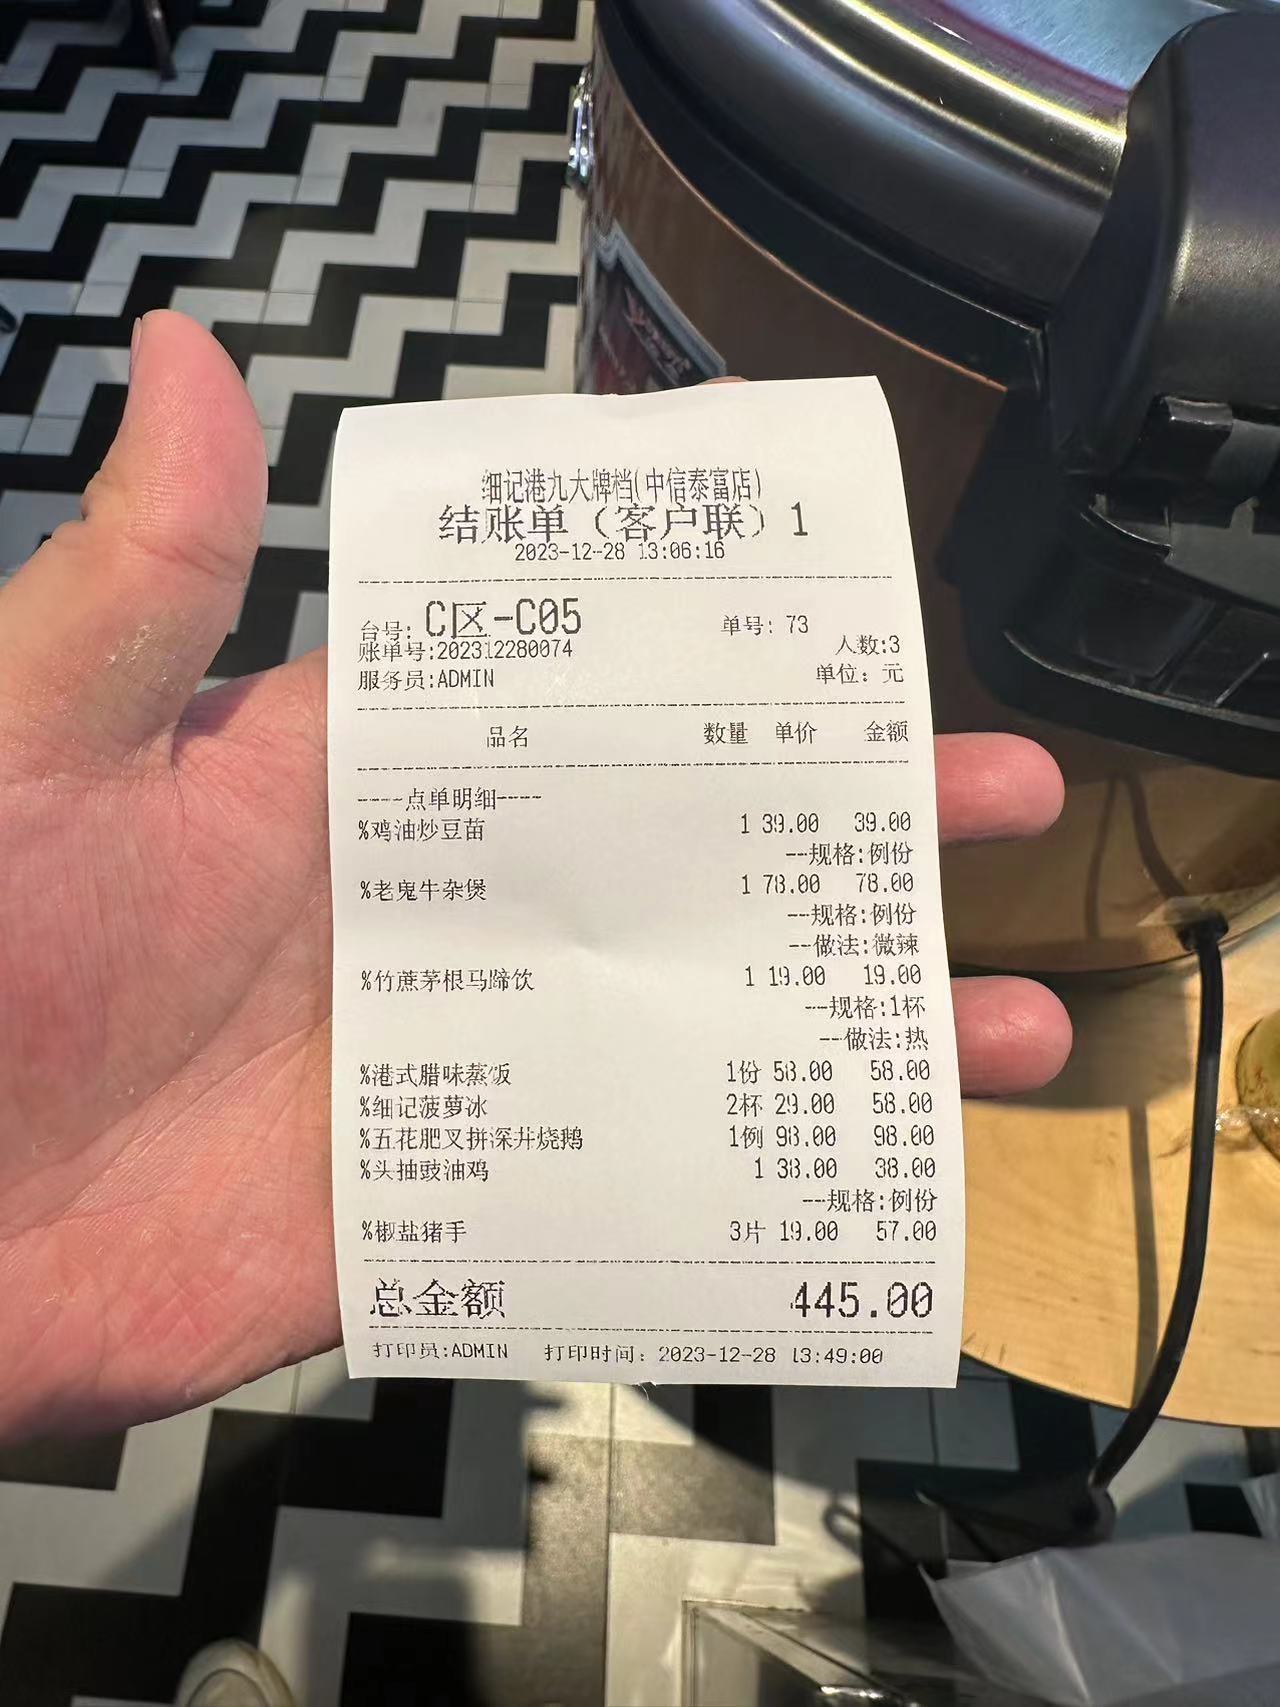 细记港九大牌档(中信泰富店)
结账单（客户联）1
2023-12-28 13:06:16
台号: C区-C05 单号: 73
账单号:202312280074 人数:3
服务员:ADMIN 单位: 元
品名 数量 单价 金额
----点单明细----
%鸡油炒豆苗 1 39.00 39.00
--规格:例份
%老鬼牛杂煲 1 78.00 78.00
--规格:例份
--做法:微辣
%竹蔗茅根马蹄饮 1 19.00 19.00
--规格:1杯
--做法:热
%港式腊味蒸饭 1份 58.00 58.00
%细记菠萝冰 2杯 29.00 58.00
%五花肥叉拼深井烧鹅 1例 98.00 98.00
%头抽豉油鸡 1 38.00 38.00
--规格:例份
%椒盐猪手 3片 19.00 57.00
总金额 445.00
打印员:ADMIN 打印时间: 2023-12-28 13:49:00